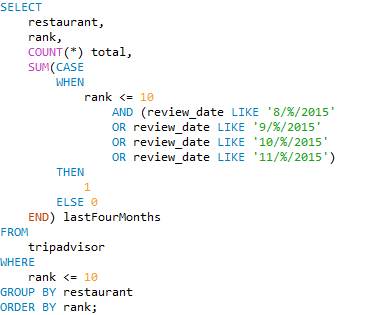 SELECT
    restaurant,
    rank,
    COUNT(*) total,
    SUM(CASE
        WHEN
            rank <= 10
                AND (review_date LIKE '8/%/2015'
                OR review_date LIKE '9/%/2015'
                OR review_date LIKE '10/%/2015'
                OR review_date LIKE '11/%/2015')
        THEN
            1
        ELSE 0
    END) lastFourMonths
FROM
    tripadvisor
WHERE
    rank <= 10
GROUP BY restaurant
ORDER BY rank;